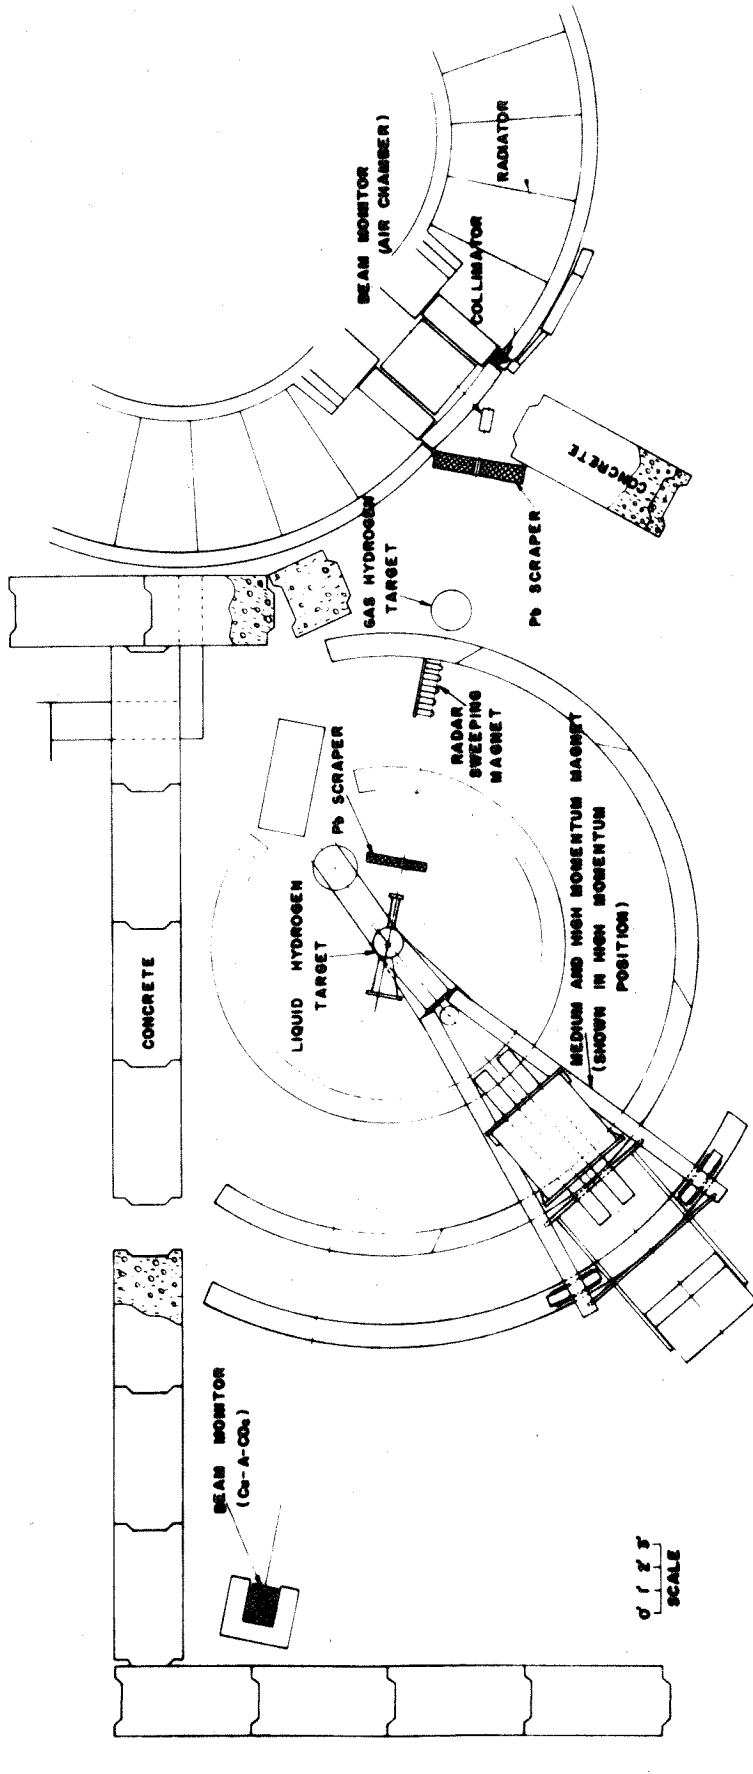 BEAM MONITOR
(AIR CHAMBER)
RADIATOR
COLLIMATOR
CONCRETE
Pb SCRAPER
GAS HYDROGEN
TARGET
RADAR
SWEEPING
MAGNET
Pb SCRAPER
LIQUID HYDROGEN
TARGET
MEDIUM AND HIGH MOMENTUM MAGNET
(SHOWN IN HIGH MOMENTUM
POSITION)
CONCRETE
BEAM MONITOR
(Cu-A-CO₂)
0' 1' 2' 3'
SCALE